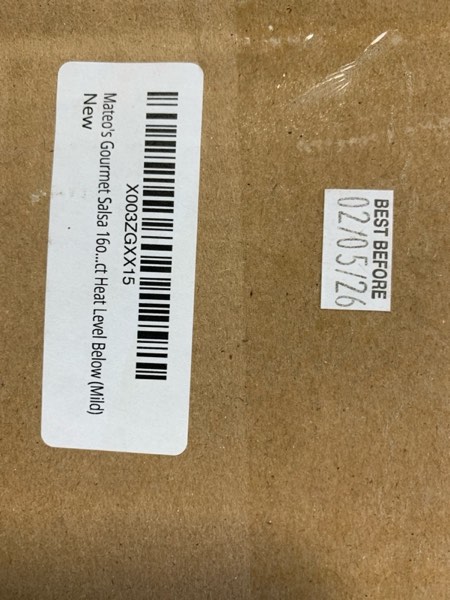 X003ZGXX15
Mateo's Gourmet Salsa 16o...ct Heat Level Below (Mild)
New
BEST BEFORE
02/05/26